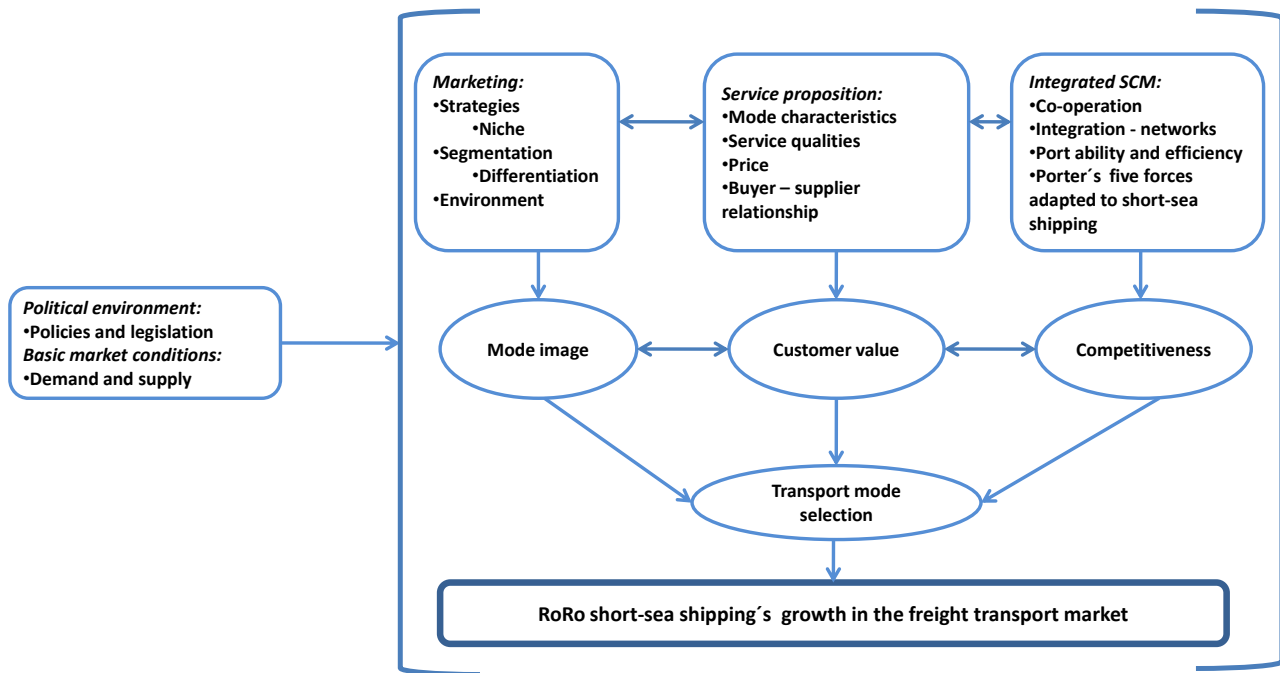 Marketing:
•Strategies
•Niche
•Segmentation
•Differentiation
•Environment
Service proposition:
•Mode characteristics
•Service qualities
•Price
•Buyer – supplier
relationship
Integrated SCM:
•Co-operation
•Integration - networks
•Port ability and efficiency
•Porter´s five forces
adapted to short-sea
shipping
Political environment:
•Policies and legislation
Basic market conditions:
•Demand and supply
Mode image
Customer value
Competitiveness
Transport mode
selection
RoRo short-sea shipping´s growth in the freight transport market